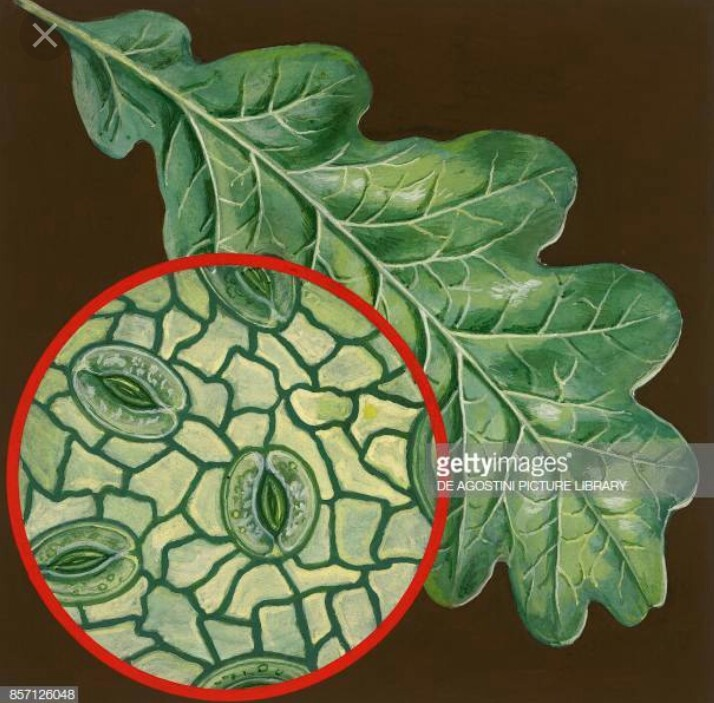 gettyimages
DE AGOSTINI PICTURE LIBRARY
857126048